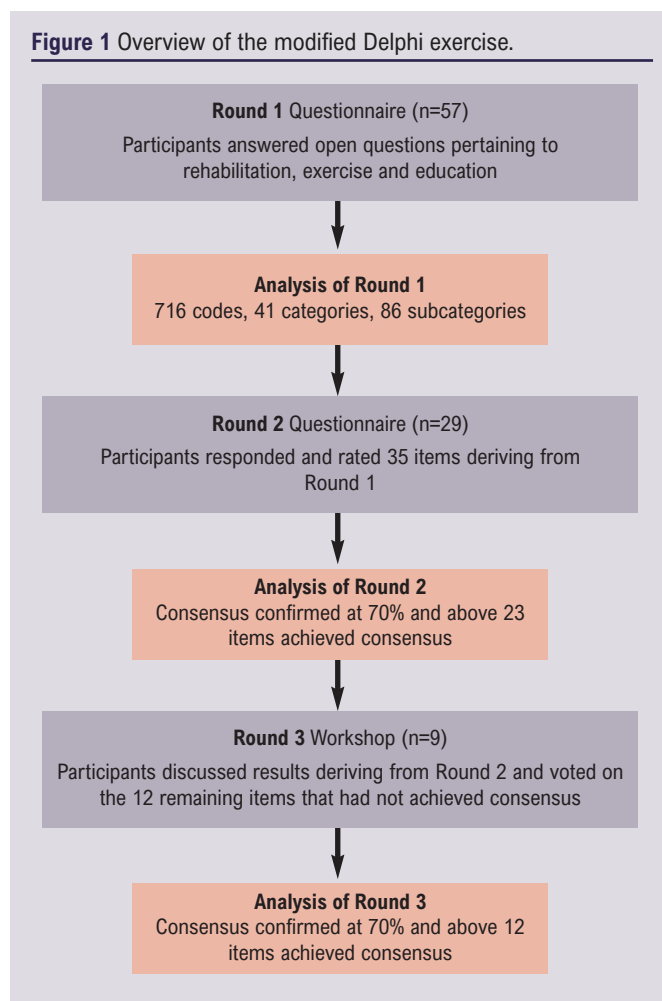 Figure 1 Overview of the modified Delphi exercise.
Round 1 Questionnaire (n=57)
Participants answered open questions pertaining to
rehabilitation, exercise and education
Analysis of Round 1
716 codes, 41 categories, 86 subcategories
Round 2 Questionnaire (n=29)
Participants responded and rated 35 items deriving from
Round 1
Analysis of Round 2
Consensus confirmed at 70% and above 23
items achieved consensus
Round 3 Workshop (n=9)
Participants discussed results deriving from Round 2 and voted on
the 12 remaining items that had not achieved consensus
Analysis of Round 3
Consensus confirmed at 70% and above 12
items achieved consensus